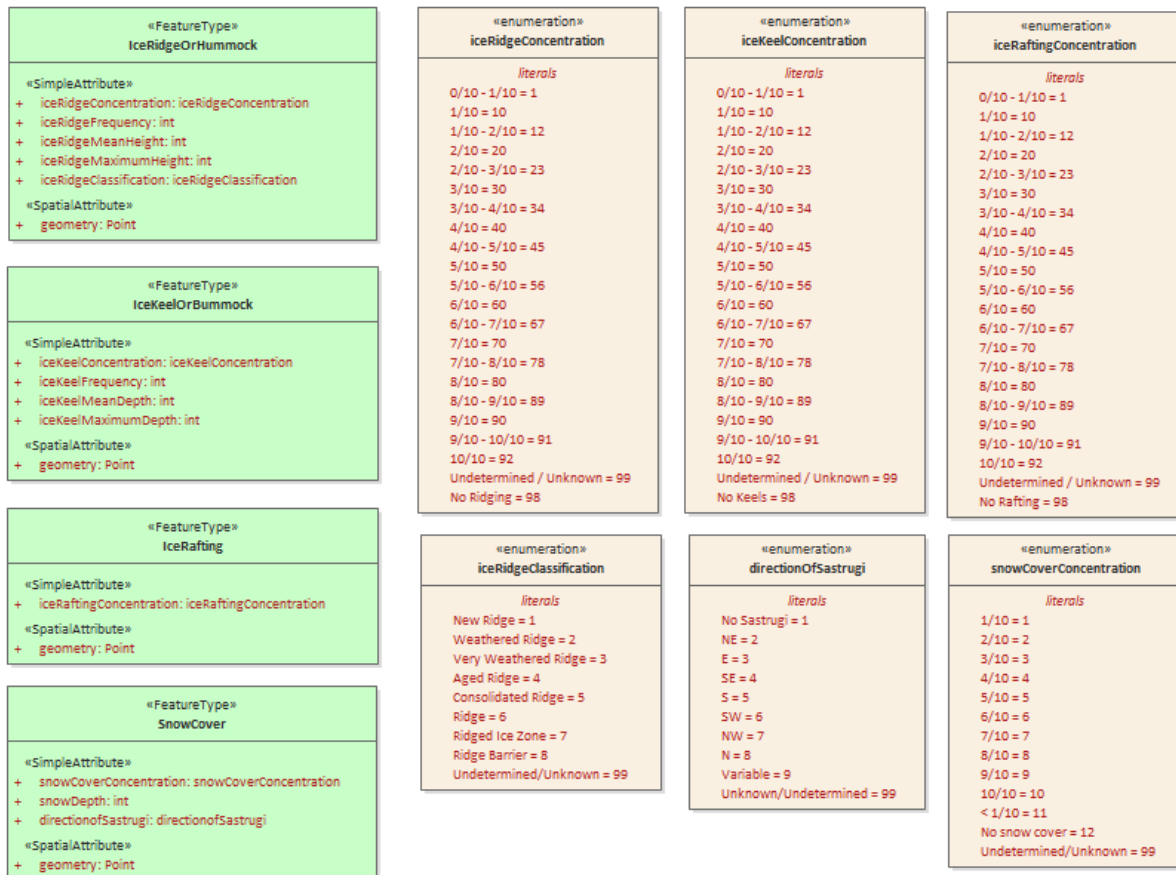 «FeatureType»
IceRidgeOrHummock
«SimpleAttribute»
+ iceRidgeConcentration: iceRidgeConcentration
+ iceRidgeFrequency: int
+ iceRidgeMeanHeight: int
+ iceRidgeMaximumHeight: int
+ iceRidgeClassification: iceRidgeClassification
«SpatialAttribute»
+ geometry: Point
«FeatureType»
IceKeelOrBummock
«SimpleAttribute»
+ iceKeelConcentration: iceKeelConcentration
+ iceKeelFrequency: int
+ iceKeelMeanDepth: int
+ iceKeelMaximumDepth: int
«SpatialAttribute»
+ geometry: Point
«FeatureType»
IceRafting
«SimpleAttribute»
+ iceRaftingConcentration: iceRaftingConcentration
«SpatialAttribute»
+ geometry: Point
«FeatureType»
SnowCover
«SimpleAttribute»
+ snowCoverConcentration: snowCoverConcentration
+ snowDepth: int
+ directionofSastrugi: directionofSastrugi
«SpatialAttribute»
+ geometry: Point
«enumeration»
iceRidgeConcentration
literals
0/10 - 1/10 = 1
1/10 = 10
1/10 - 2/10 = 12
2/10 = 20
2/10 - 3/10 = 23
3/10 = 30
3/10 - 4/10 = 34
4/10 = 40
4/10 - 5/10 = 45
5/10 = 50
5/10 - 6/10 = 56
6/10 = 60
6/10 - 7/10 = 67
7/10 = 70
7/10 - 8/10 = 78
8/10 = 80
8/10 - 9/10 = 89
9/10 = 90
9/10 - 10/10 = 91
10/10 = 92
Undetermined / Unknown = 99
No Ridging = 98
«enumeration»
iceKeelConcentration
literals
0/10 - 1/10 = 1
1/10 = 10
1/10 - 2/10 = 12
2/10 = 20
2/10 - 3/10 = 23
3/10 = 30
3/10 - 4/10 = 34
4/10 = 40
4/10 - 5/10 = 45
5/10 = 50
5/10 - 6/10 = 56
6/10 = 60
6/10 - 7/10 = 67
7/10 = 70
7/10 - 8/10 = 78
8/10 = 80
8/10 - 9/10 = 89
9/10 = 90
9/10 - 10/10 = 91
10/10 = 92
Undetermined / Unknown = 99
No Keels = 98
«enumeration»
iceRaftingConcentration
literals
0/10 - 1/10 = 1
1/10 = 10
1/10 - 2/10 = 12
2/10 = 20
2/10 - 3/10 = 23
3/10 = 30
3/10 - 4/10 = 34
4/10 = 40
4/10 - 5/10 = 45
5/10 = 50
5/10 - 6/10 = 56
6/10 = 60
6/10 - 7/10 = 67
7/10 = 70
7/10 - 8/10 = 78
8/10 = 80
8/10 - 9/10 = 89
9/10 = 90
9/10 - 10/10 = 91
10/10 = 92
Undetermined / Unknown = 99
No Rafting = 98
«enumeration»
iceRidgeClassification
literals
New Ridge = 1
Weathered Ridge = 2
Very Weathered Ridge = 3
Aged Ridge = 4
Consolidated Ridge = 5
Ridge = 6
Ridged Ice Zone = 7
Ridge Barrier = 8
Undetermined/Unknown = 99
«enumeration»
directionOfSastrugi
literals
No Sastrugi = 1
NE = 2
E = 3
SE = 4
S = 5
SW = 6
NW = 7
N = 8
Variable = 9
Unknown/Undetermined = 99
«enumeration»
snowCoverConcentration
literals
1/10 = 1
2/10 = 2
3/10 = 3
4/10 = 4
5/10 = 5
6/10 = 6
7/10 = 7
8/10 = 8
9/10 = 9
10/10 = 10
< 1/10 = 11
No snow cover = 12
Undetermined/Unknown = 99